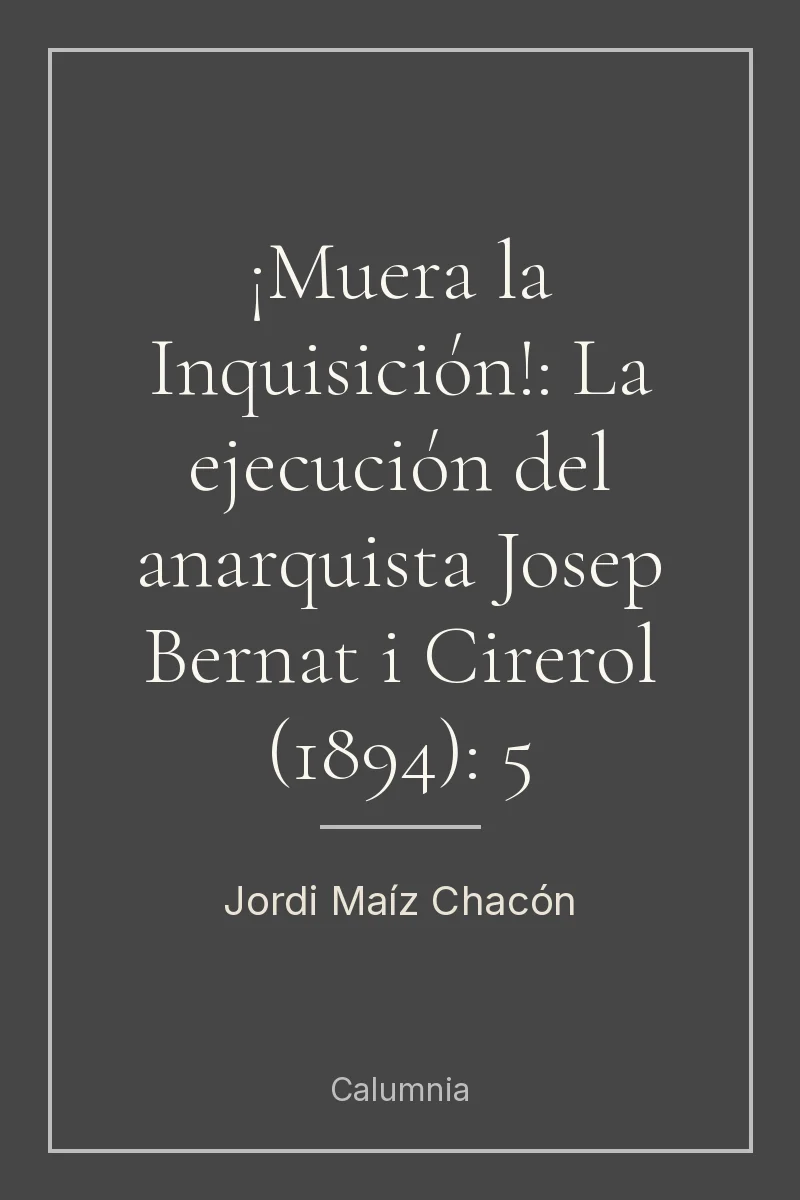 ¡Muera la
Inquisición!: La
ejecución del
anarquista Josep
Bernat i Cirerol
(1894): 5
Jordi Maíz Chacón
Calumnia